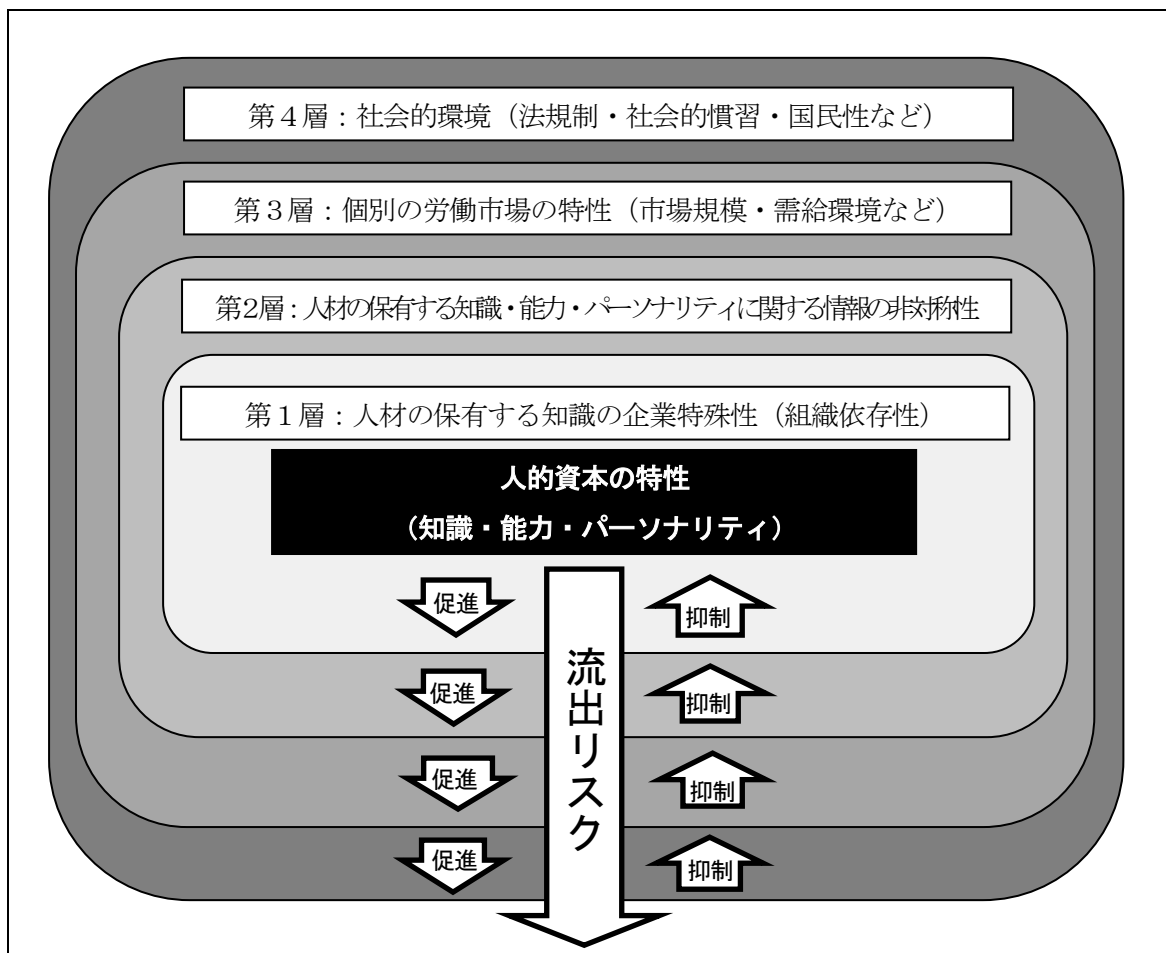 第４層：社会的環境（法規制・社会的慣習・国民性など）
第３層：個別の労働市場の特性（市場規模・需給環境など）
第２層：人材の保有する知識・能力・パーソナリティに関する情報の非対称性
第１層：人材の保有する知識の企業特殊性（組織依存性）
人的資本の特性
（知識・能力・パーソナリティ）
流出リスク
促進
抑制
促進
抑制
促進
抑制
促進
抑制